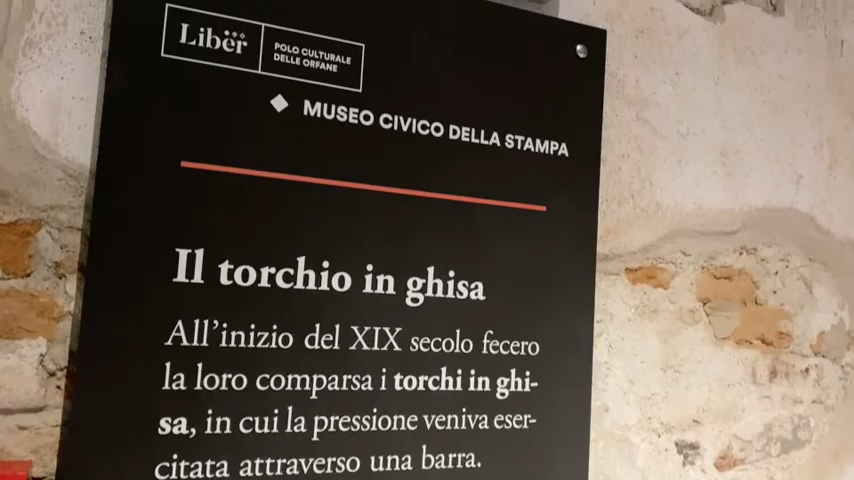 Liber
POLO CULTURALE
DELLE ORFANE
MUSEO CIVICO DELLA STAMPA
Il torchio in ghisa
All'inizio del XIX secolo fecero
la loro comparsa i torchi in ghi-
sa, in cui la pressione veniva eser-
citata attraverso una barra.